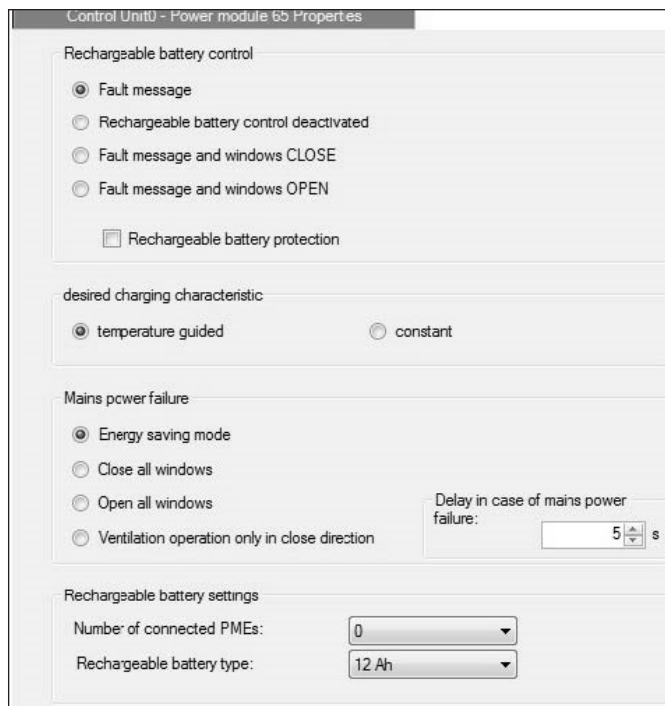 Control Unit0 - Power module 65 Properties
Rechargeable battery control
Fault message
Rechargeable battery control deactivated
Fault message and windows CLOSE
Fault message and windows OPEN
Rechargeable battery protection
desired charging characteristic
temperature guided constant
Mains power failure
Energy saving mode
Close all windows
Open all windows
Ventilation operation only in close direction
Delay in case of mains power
failure:
5 s
Rechargeable battery settings
Number of connected PMEs: 0
Rechargeable battery type: 12 Ah